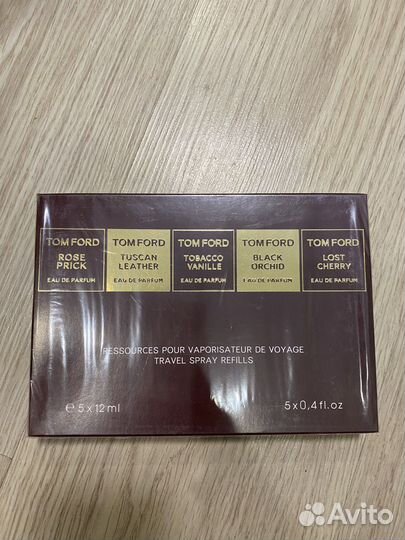 TOM FORD
ROSE
PRICK
EAU DE PARFUM
TOM FORD
TUSCAN
LEATHER
EAU DE PARFUM
TOM FORD
TOBACCO
VANILLE
EAU DE PARFUM
TOM FORD
BLACK
ORCHID
EAU DE PARFUM
TOM FORD
LOST
CHERRY
EAU DE PARFUM
RESSOURCES POUR VAPORISATEUR DE VOYAGE
TRAVEL SPRAY REFILLS
℮ 5 x 12 ml
5 x 0,4 fl.oz
Avito